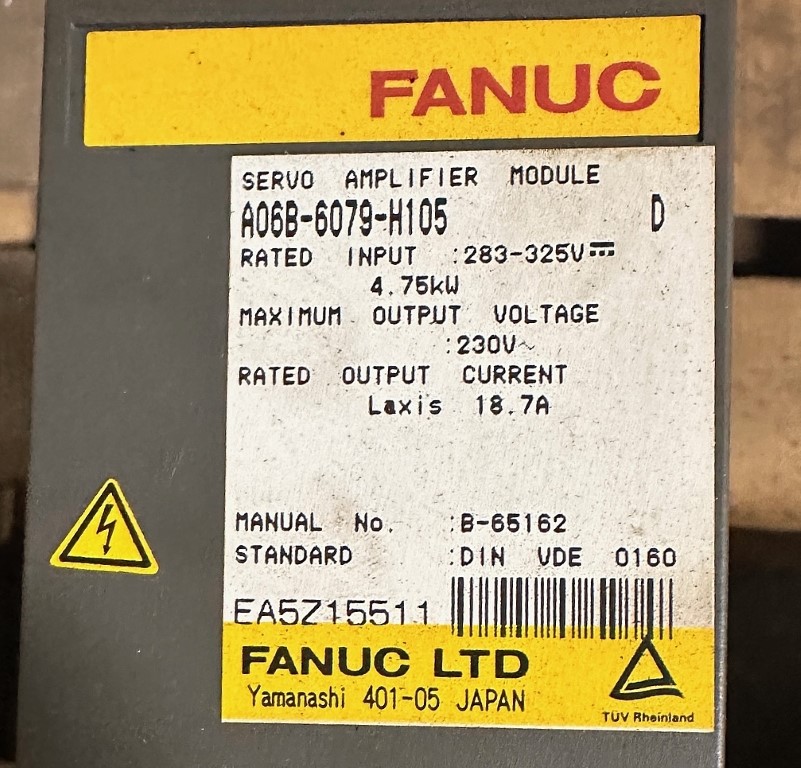 FANUC
SERVO AMPLIFIER MODULE
A06B-6079-H105 D
RATED INPUT :283-325V⎓
4.75kW
MAXIMUM OUTPUT VOLTAGE
:230V~
RATED OUTPUT CURRENT
Laxis 18.7A
MANUAL No. :B-65162
STANDARD :DIN VDE 0160
EA5Z15511
FANUC LTD
Yamanashi 401-05 JAPAN
TÜV Rheinland